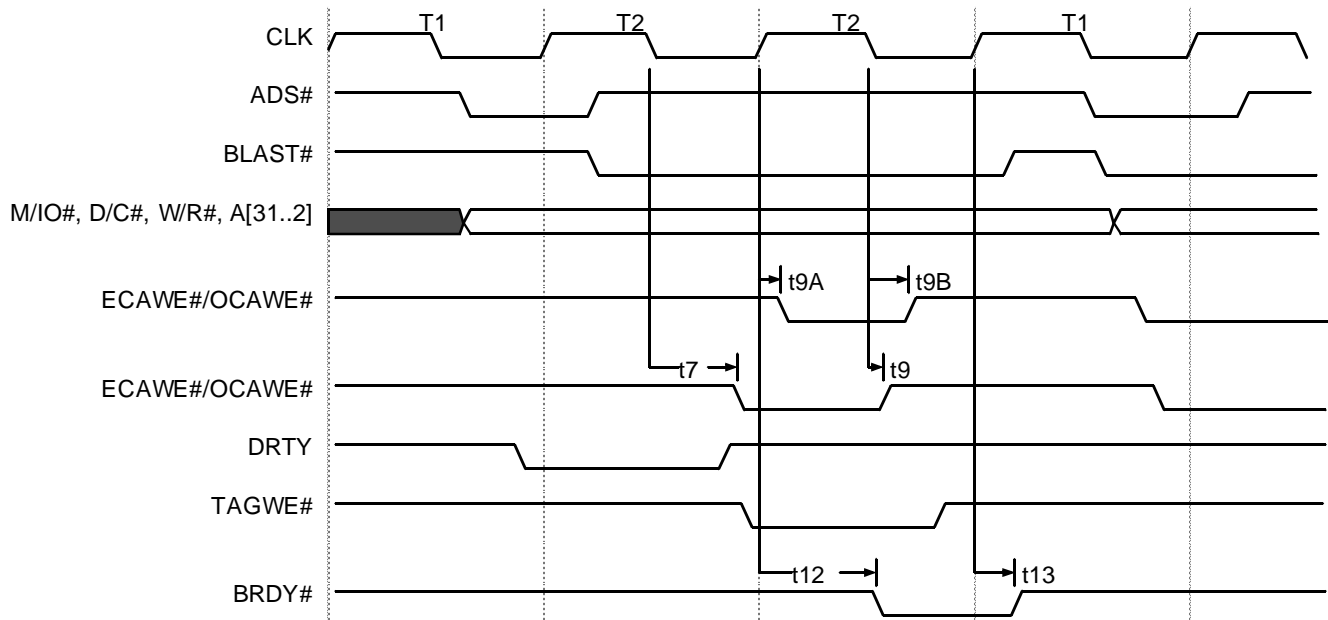 T1 T2 T2 T1
CLK
ADS#
BLAST#
M/IO#, D/C#, W/R#, A[31..2]
t9A t9B
ECAWE#/OCAWE#
t7 t9
ECAWE#/OCAWE#
DRTY
TAGWE#
t12 t13
BRDY#